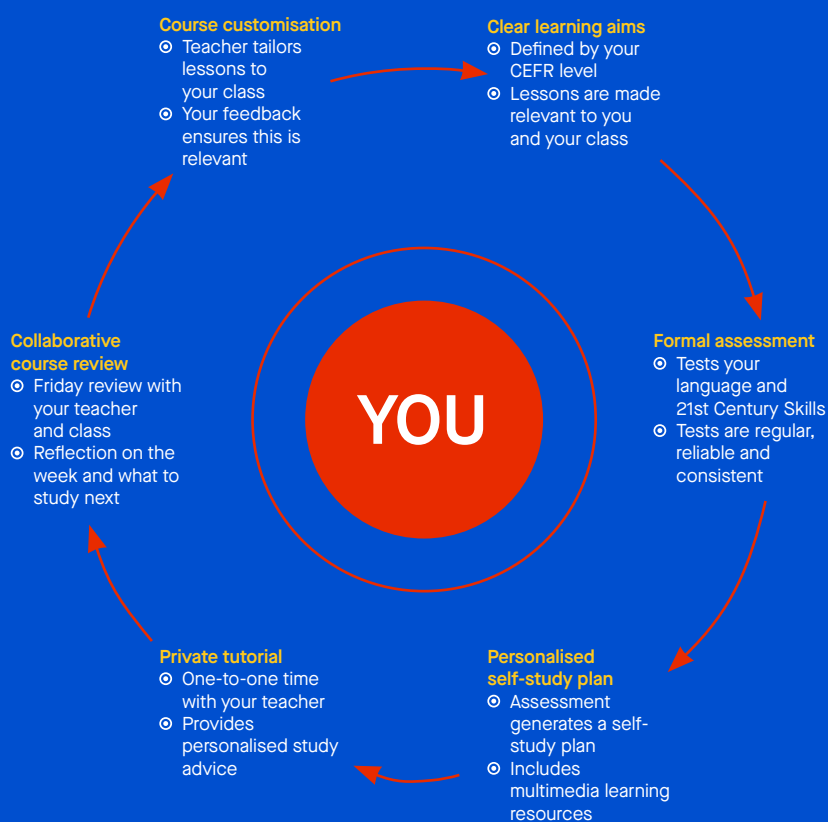 Course customisation
⦿ Teacher tailors
lessons to
your class
⦿ Your feedback
ensures this is
relevant
Clear learning aims
⦿ Defined by your
CEFR level
⦿ Lessons are made
relevant to you
and your class
Formal assessment
⦿ Tests your
language and
21st Century Skills
⦿ Tests are regular,
reliable and
consistent
Personalised
self-study plan
⦿ Assessment
generates a self-
study plan
⦿ Includes
multimedia learning
resources
Private tutorial
⦿ One-to-one time
with your teacher
⦿ Provides
personalised study
advice
Collaborative
course review
⦿ Friday review with
your teacher
and class
⦿ Reflection on the
week and what to
study next
YOU